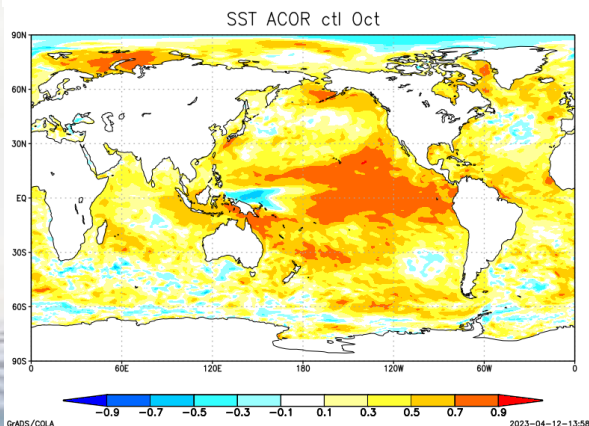 SST ACOR ctl Oct
90N
60N
30N
EQ
30S
60S
90S
0 60E 120E 180 120W 60W 0
-0.9 -0.7 -0.5 -0.3 -0.1 0.1 0.3 0.5 0.7 0.9
GrADS/COLA 2023-04-12-13:58